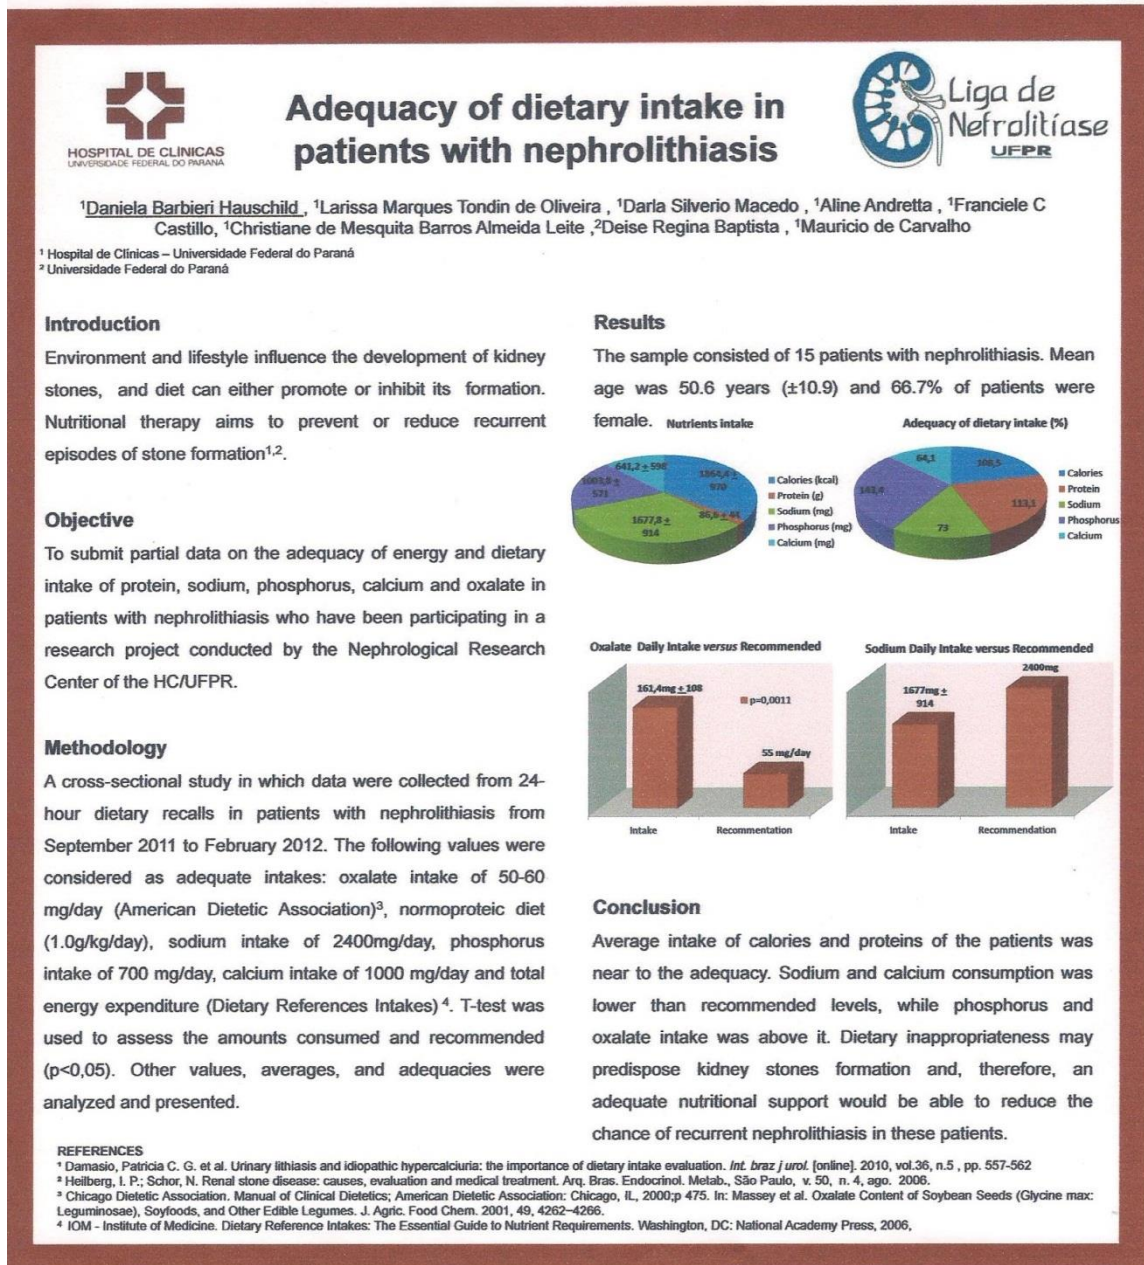 HOSPITAL DE CLÍNICAS
UNIVERSIDADE FEDERAL DO PARANÁ
Adequacy of dietary intake in
patients with nephrolithiasis
Liga de
Nefrolitíase
UFPR
¹Daniela Barbieri Hauschild , ¹Larissa Marques Tondin de Oliveira , ¹Darla Silverio Macedo , ¹Aline Andretta , ¹Franciele C
Castillo, ¹Christiane de Mesquita Barros Almeida Leite ,²Deise Regina Baptista , ¹Mauricio de Carvalho
¹ Hospital de Clínicas – Universidade Federal do Paraná
² Universidade Federal do Paraná
Introduction
Environment and lifestyle influence the development of kidney
stones, and diet can either promote or inhibit its formation.
Nutritional therapy aims to prevent or reduce recurrent
episodes of stone formation¹,².
Objective
To submit partial data on the adequacy of energy and dietary
intake of protein, sodium, phosphorus, calcium and oxalate in
patients with nephrolithiasis who have been participating in a
research project conducted by the Nephrological Research
Center of the HC/UFPR.
Methodology
A cross-sectional study in which data were collected from 24-
hour dietary recalls in patients with nephrolithiasis from
September 2011 to February 2012. The following values were
considered as adequate intakes: oxalate intake of 50-60
mg/day (American Dietetic Association)³, normoproteic diet
(1.0g/kg/day), sodium intake of 2400mg/day, phosphorus
intake of 700 mg/day, calcium intake of 1000 mg/day and total
energy expenditure (Dietary References Intakes) ⁴. T-test was
used to assess the amounts consumed and recommended
(p<0,05). Other values, averages, and adequacies were
analyzed and presented.
Results
The sample consisted of 15 patients with nephrolithiasis. Mean
age was 50.6 years (±10.9) and 66.7% of patients were
female.
Nutrients intake
641,2 ± 598
1864,4 ±
970
1003,8 ±
571
86,6 ± 44
1677,8 ±
914
Calories (kcal)
Protein (g)
Sodium (mg)
Phosphorus (mg)
Calcium (mg)
Adequacy of dietary intake (%)
64,1
108,5
143,4
113,1
73
Calories
Protein
Sodium
Phosphorus
Calcium
Oxalate Daily Intake versus Recommended
161,4mg ± 108
p=0,0011
55 mg/day
Intake
Recommentation
Sodium Daily Intake versus Recommended
2400mg
1677mg ±
914
Intake
Recommendation
Conclusion
Average intake of calories and proteins of the patients was
near to the adequacy. Sodium and calcium consumption was
lower than recommended levels, while phosphorus and
oxalate intake was above it. Dietary inappropriateness may
predispose kidney stones formation and, therefore, an
adequate nutritional support would be able to reduce the
chance of recurrent nephrolithiasis in these patients.
REFERENCES
¹ Damasio, Patricia C. G. et al. Urinary lithiasis and idiopathic hypercalciuria: the importance of dietary intake evaluation. Int. braz j urol. [online]. 2010, vol.36, n.5 , pp. 557-562
² Heilberg, I. P.; Schor, N. Renal stone disease: causes, evaluation and medical treatment. Arq. Bras. Endocrinol. Metab., São Paulo, v. 50, n. 4, ago. 2006.
³ Chicago Dietetic Association. Manual of Clinical Dietetics; American Dietetic Association: Chicago, IL, 2000;p 475. In: Massey et al. Oxalate Content of Soybean Seeds (Glycine max:
Leguminosae), Soyfoods, and Other Edible Legumes. J. Agric. Food Chem. 2001, 49, 4262–4266.
⁴ IOM - Institute of Medicine. Dietary Reference Intakes: The Essential Guide to Nutrient Requirements. Washington, DC: National Academy Press, 2006,